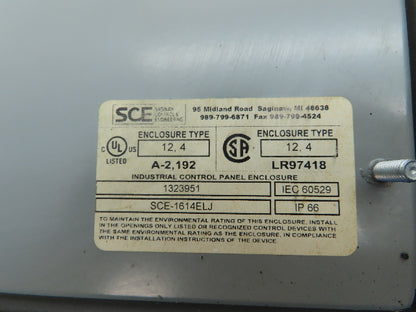 SCE SAGINAW CONTROL & ENGINEERING
95 Midland Road Saginaw, MI 48638
989-799-6871 Fax 989-799-4524
ENCLOSURE TYPE ENCLOSURE TYPE
C UL US 12, 4 SA 12, 4
LISTED A-2,192 LR97418
INDUSTRIAL CONTROL PANEL ENCLOSURE
1323951 IEC 60529
SCE-1614ELJ IP 66
TO MAINTAIN THE ENVIRONMENTAL RATING OF THIS ENCLOSURE, INSTALL
IN THE OPENINGS ONLY LISTED OR RECOGNIZED CONTROL DEVICES WITH
THE SAME ENVIRONMENTAL RATING AS THE ENCLOSURE, IN COMPLIANCE
WITH THE INSTALLATION INSTRUCTIONS OF THE DEVICE.